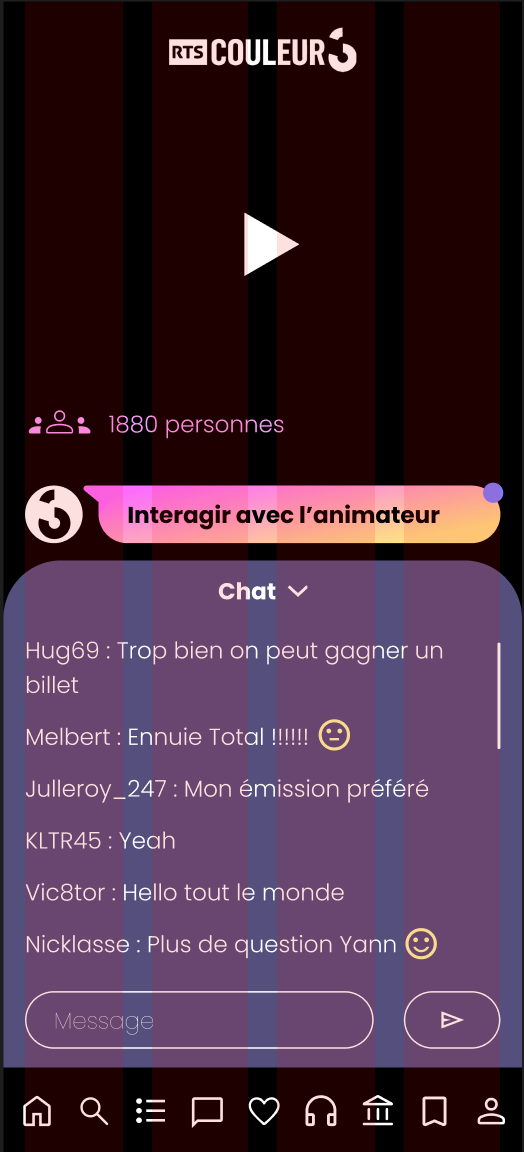 RTS COULEUR3
1880 personnes
Interagir avec l'animateur
Chat
Hug69 : Trop bien on peut gagner un
billet
Melbert : Ennuie Total !!!!!!
Julleroy_247 : Mon émission préféré
KLTR45 : Yeah
Vic8tor : Hello tout le monde
Nicklasse : Plus de question Yann
Message